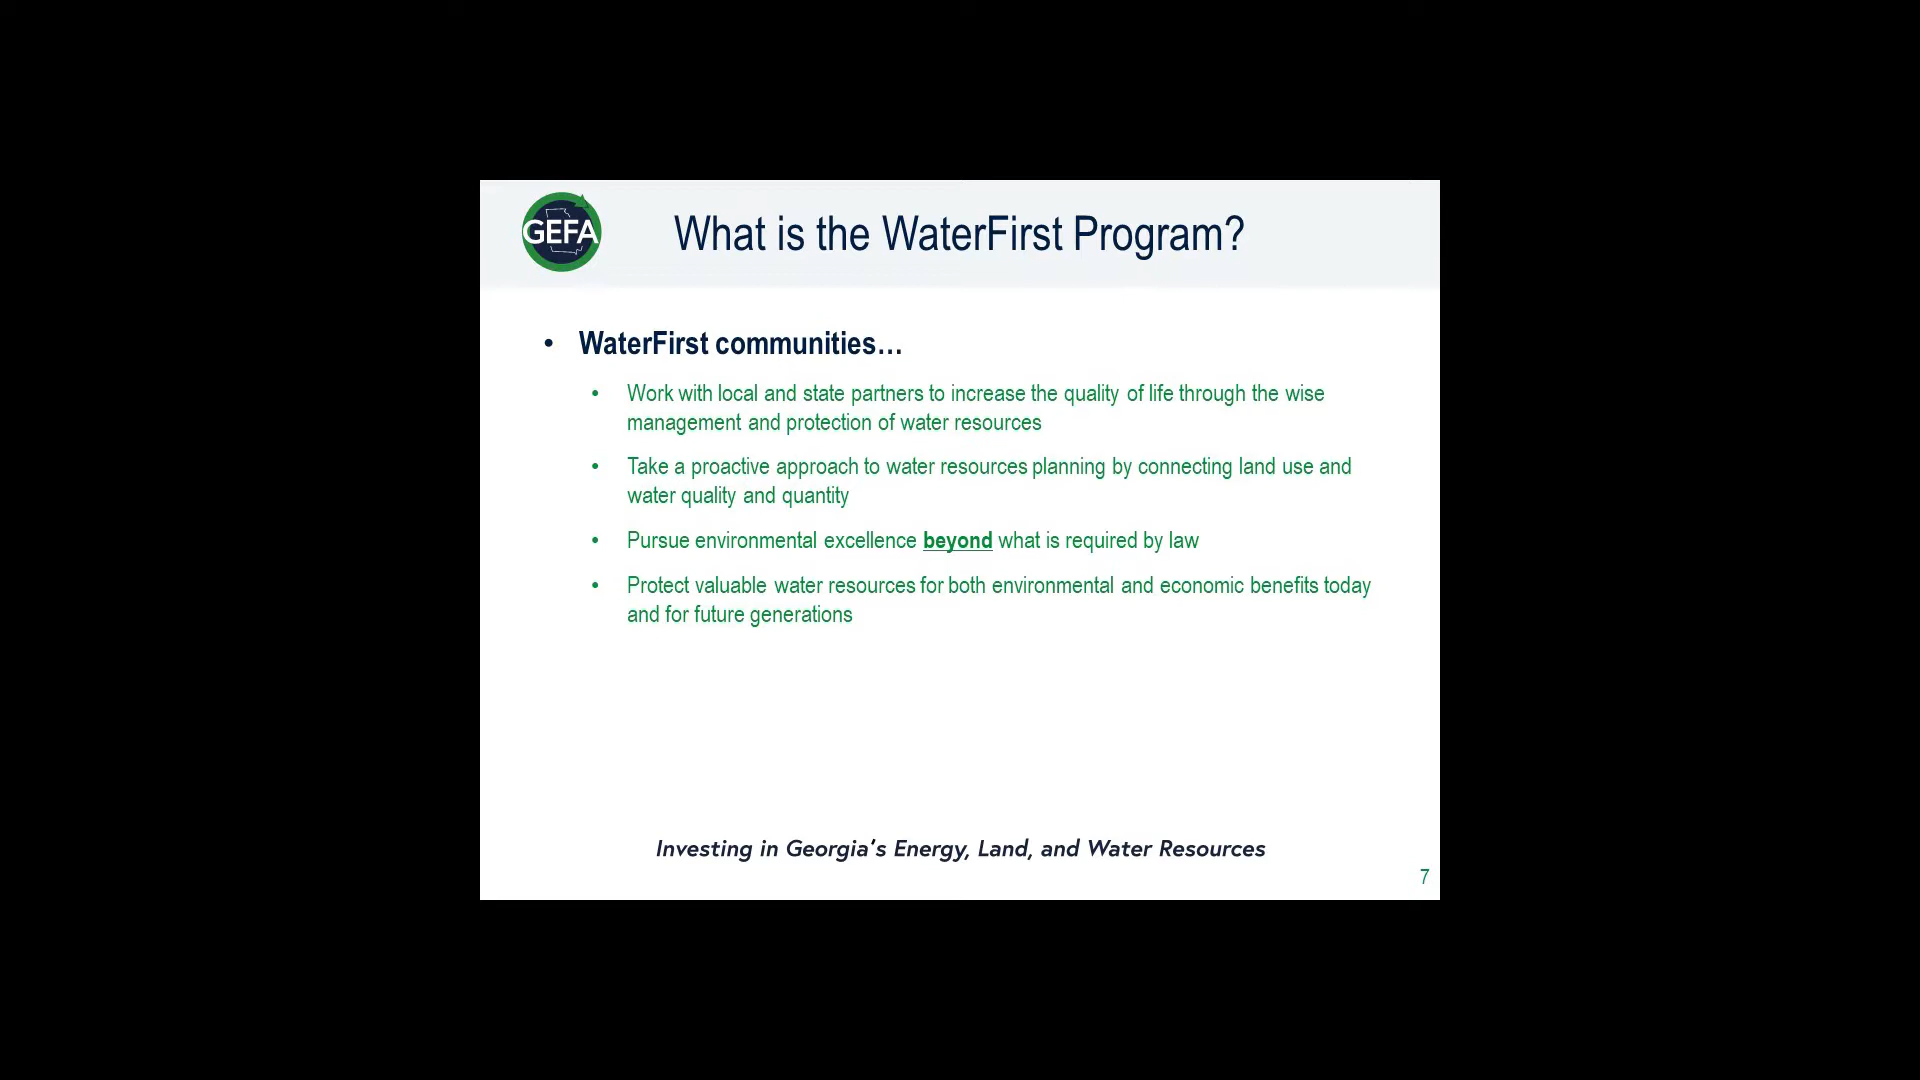 GEFA
What is the WaterFirst Program?
• WaterFirst communities…
• Work with local and state partners to increase the quality of life through the wise
management and protection of water resources
• Take a proactive approach to water resources planning by connecting land use and
water quality and quantity
• Pursue environmental excellence beyond what is required by law
• Protect valuable water resources for both environmental and economic benefits today
and for future generations
Investing in Georgia's Energy, Land, and Water Resources
7